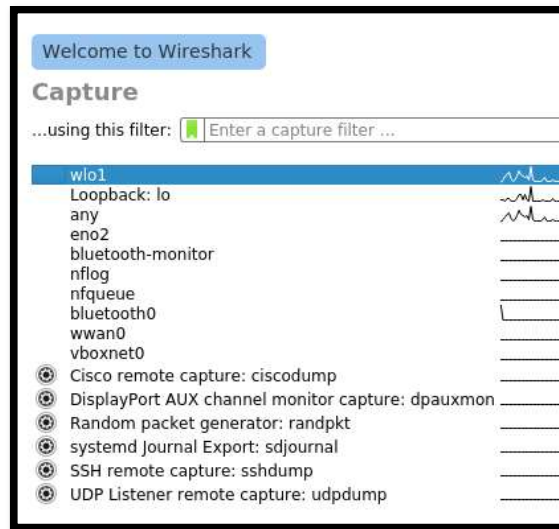 Welcome to Wireshark
Capture
...using this filter: Enter a capture filter ...
wlo1
Loopback: lo
any
eno2
bluetooth-monitor
nflog
nfqueue
bluetooth0
wwan0
vboxnet0
Cisco remote capture: ciscodump
DisplayPort AUX channel monitor capture: dpauxmon
Random packet generator: randpkt
systemd Journal Export: sdjournal
SSH remote capture: sshdump
UDP Listener remote capture: udpdump